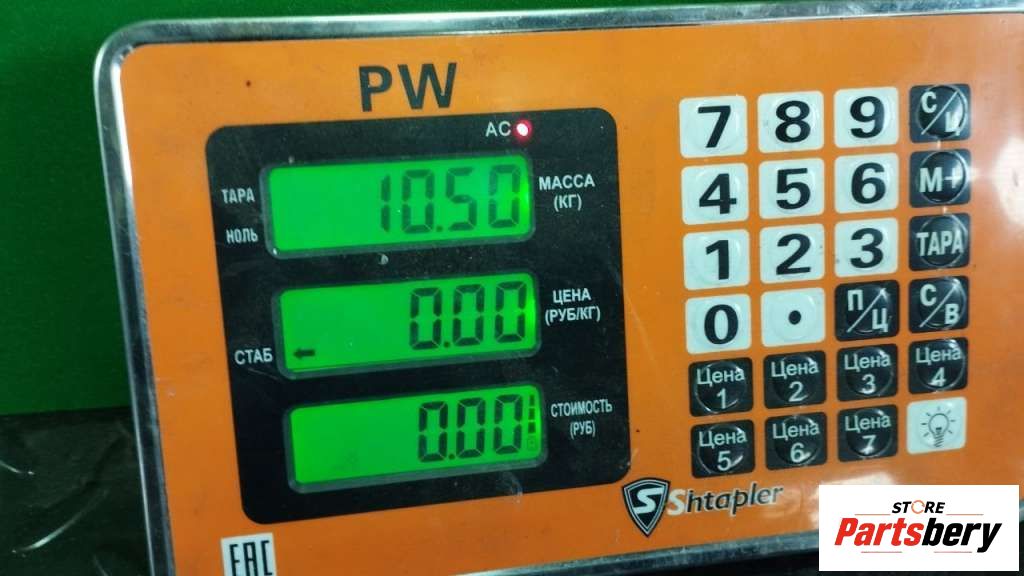 PW
AC
ТАРА
НОЛЬ
10.50
МАССА
(КГ)
СТАБ
0.00
ЦЕНА
(РУБ/КГ)
0.00
СТОИМОСТЬ
(РУБ)
7 8 9 С/Ц
4 5 6 М+
1 2 3 ТАРА
0 • П/Ц С/В
Цена 1 Цена 2 Цена 3 Цена 4
Цена 5 Цена 6 Цена 7
S Shtapler
EAC
STORE
Partsbery